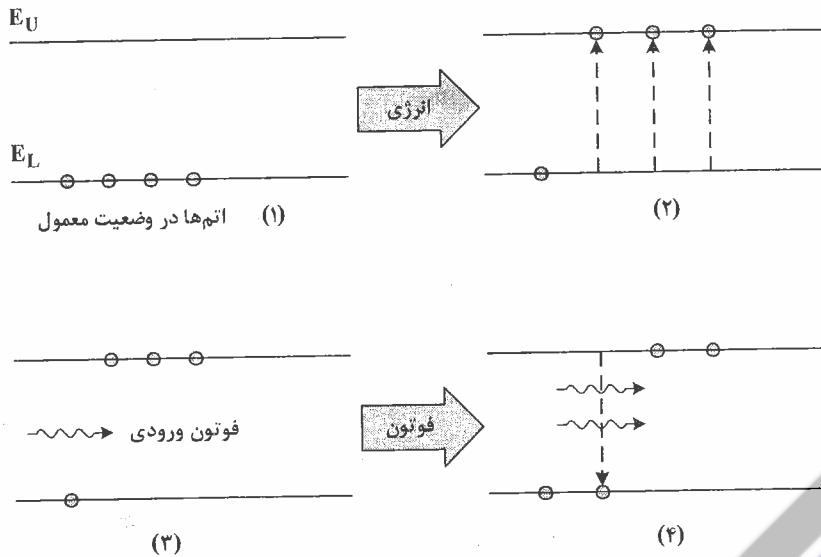 E_U
انرژی
E_L
اتم‌ها در وضعیت معمول
(۱)
(۲)
فوتون ورودی
فوتون
(۳)
(۴)